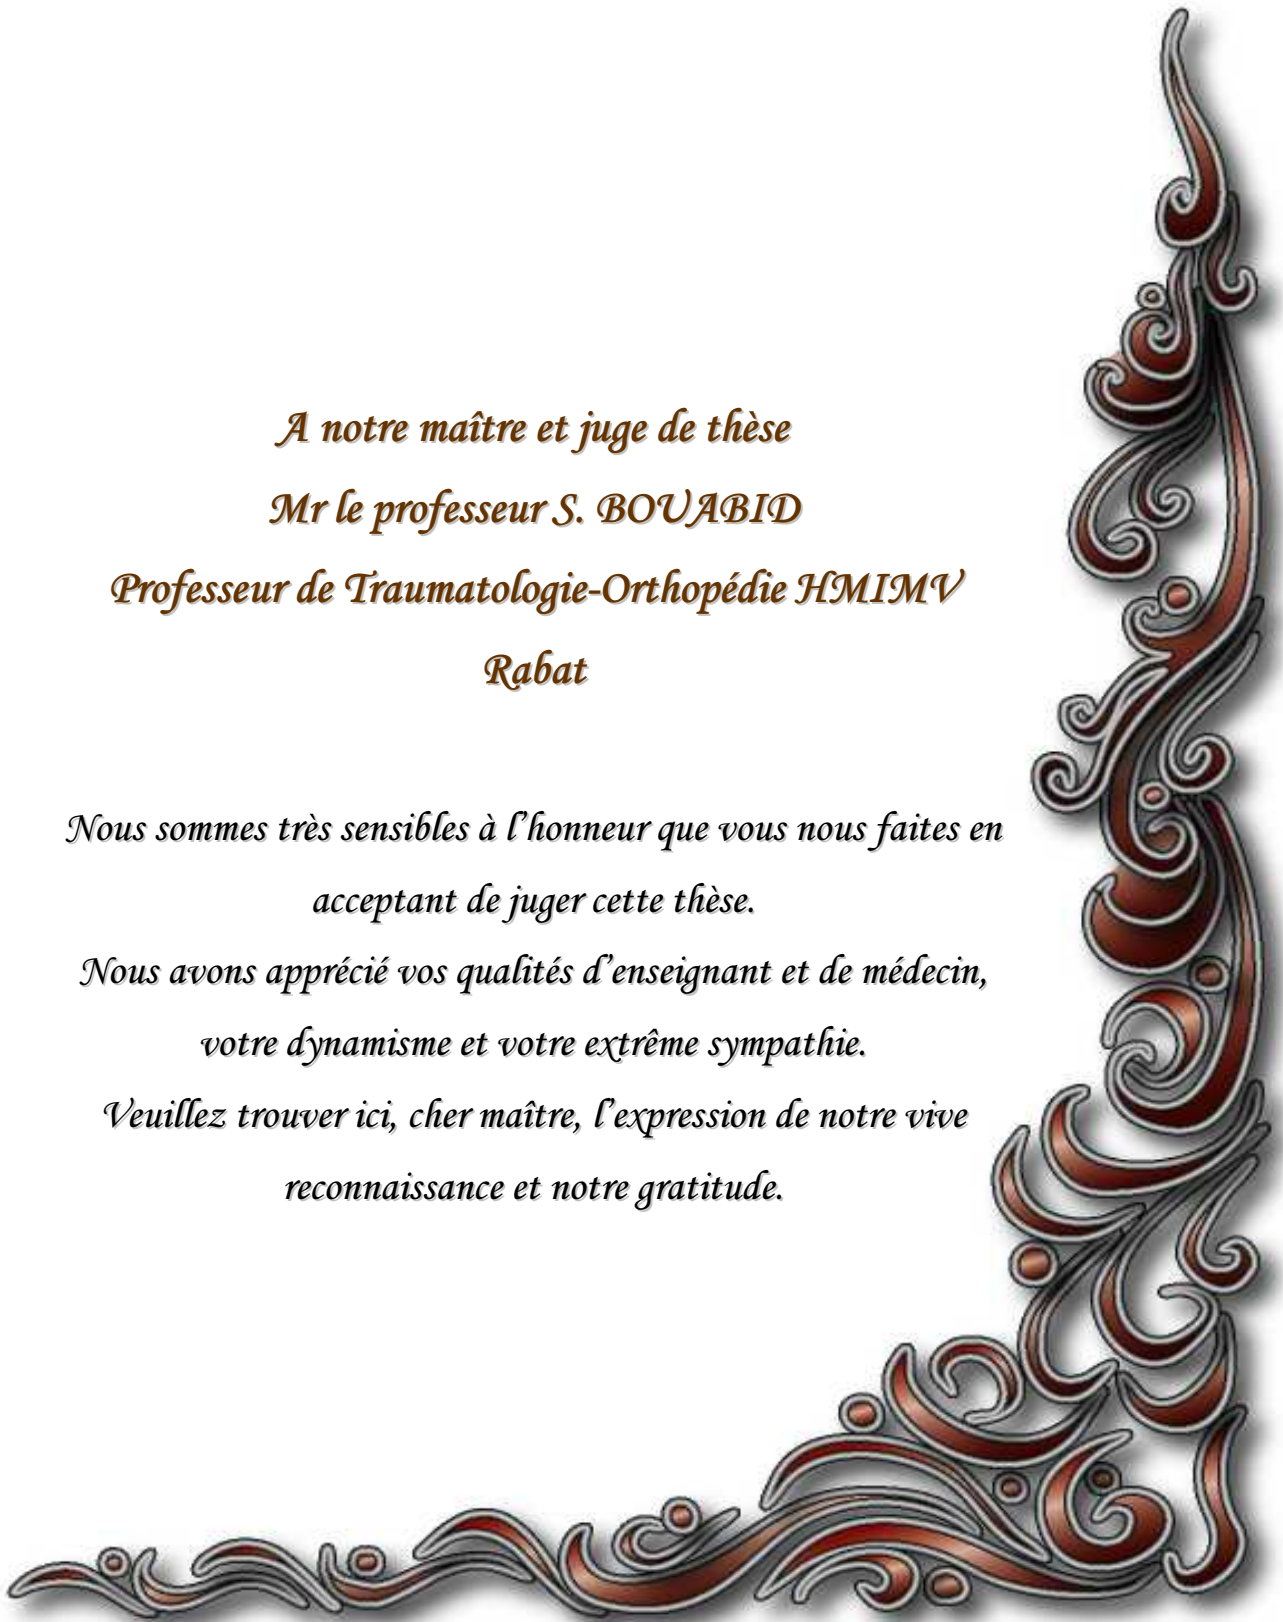 A notre maître et juge de thèse
Mr le professeur S. BOUABID
Professeur de Traumatologie-Orthopédie HMIMV
Rabat
Nous sommes très sensibles à l’honneur que vous nous faites en
acceptant de juger cette thèse.
Nous avons apprécié vos qualités d’enseignant et de médecin,
votre dynamisme et votre extrême sympathie.
Veuillez trouver ici, cher maître, l’expression de notre vive
reconnaissance et notre gratitude.